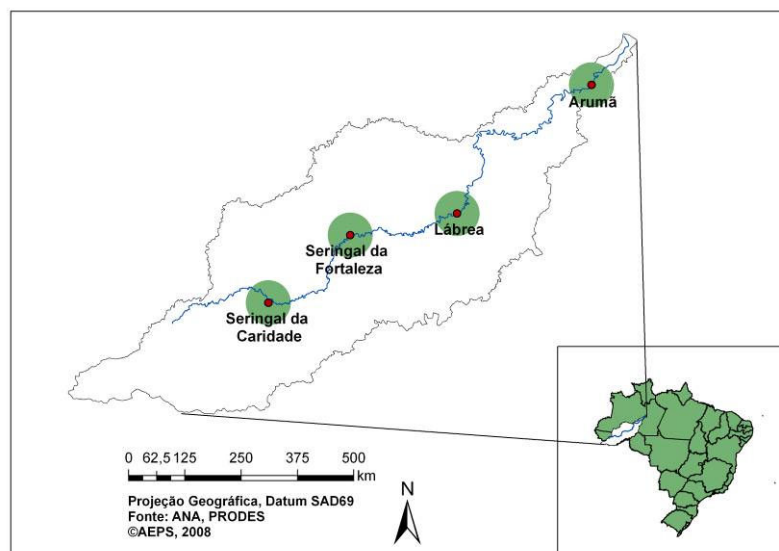 Arumã
Lábrea
Seringal da
Fortaleza
Seringal da
Caridade
0 62,5 125 250 375 500
km
N
Projeção Geográfica, Datum SAD69
Fonte: ANA, PRODES
©AEPS, 2008